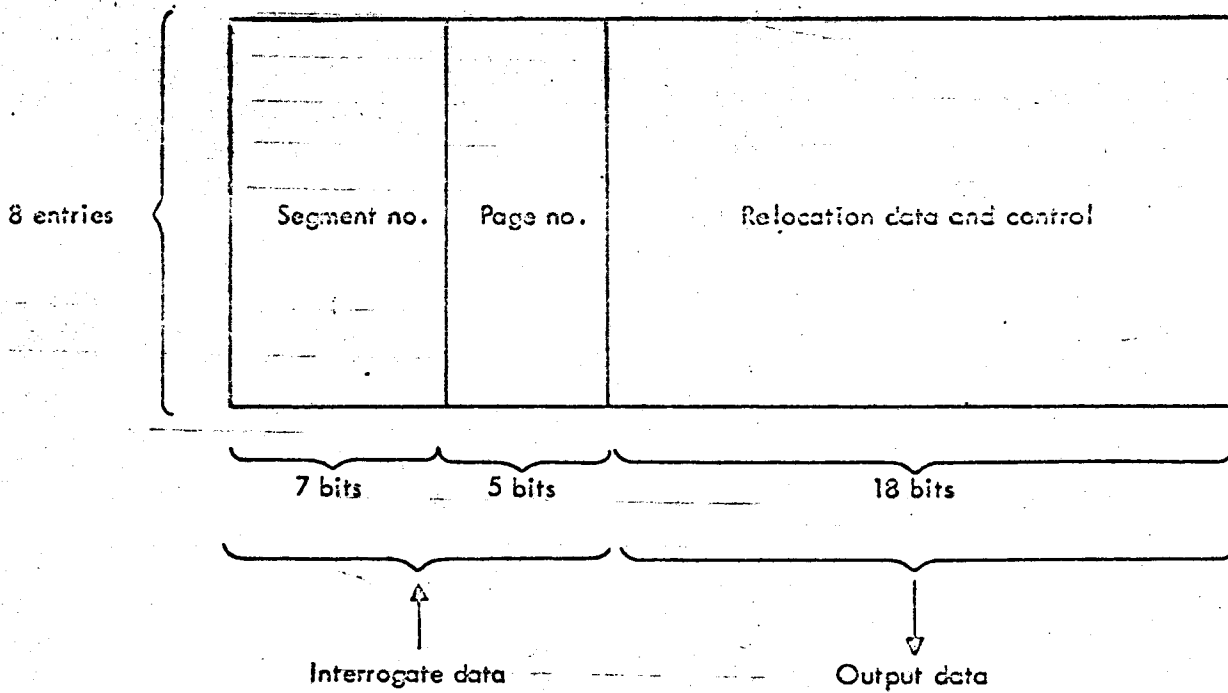 8 entries
Segment no.
Page no.
Relocation data and control
7 bits
5 bits
18 bits
Interrogate data
Output data